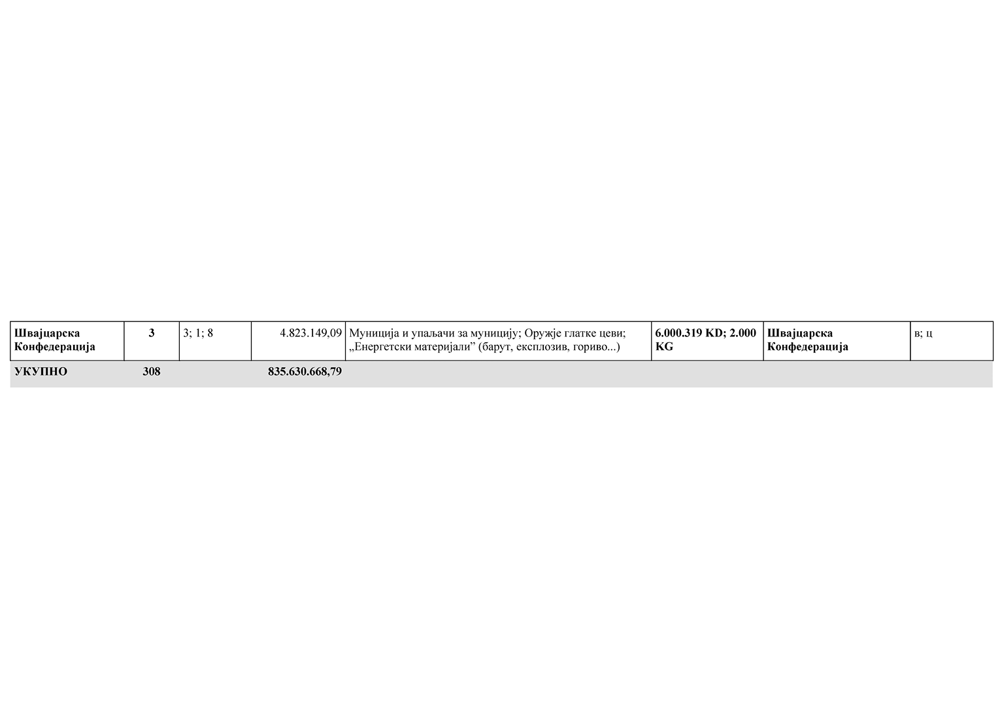 Швајцарска Конфедерација 3 3; 1; 8 4.823.149,09 Муниција и упаљачи за муницију; Оружје глатке цеви; „Енергетски материјали” (барут, експлозив, гориво...) 6.000.319 KD; 2.000 KG Швајцарска Конфедерација в; ц
УКУПНО 308 835.630.668,79